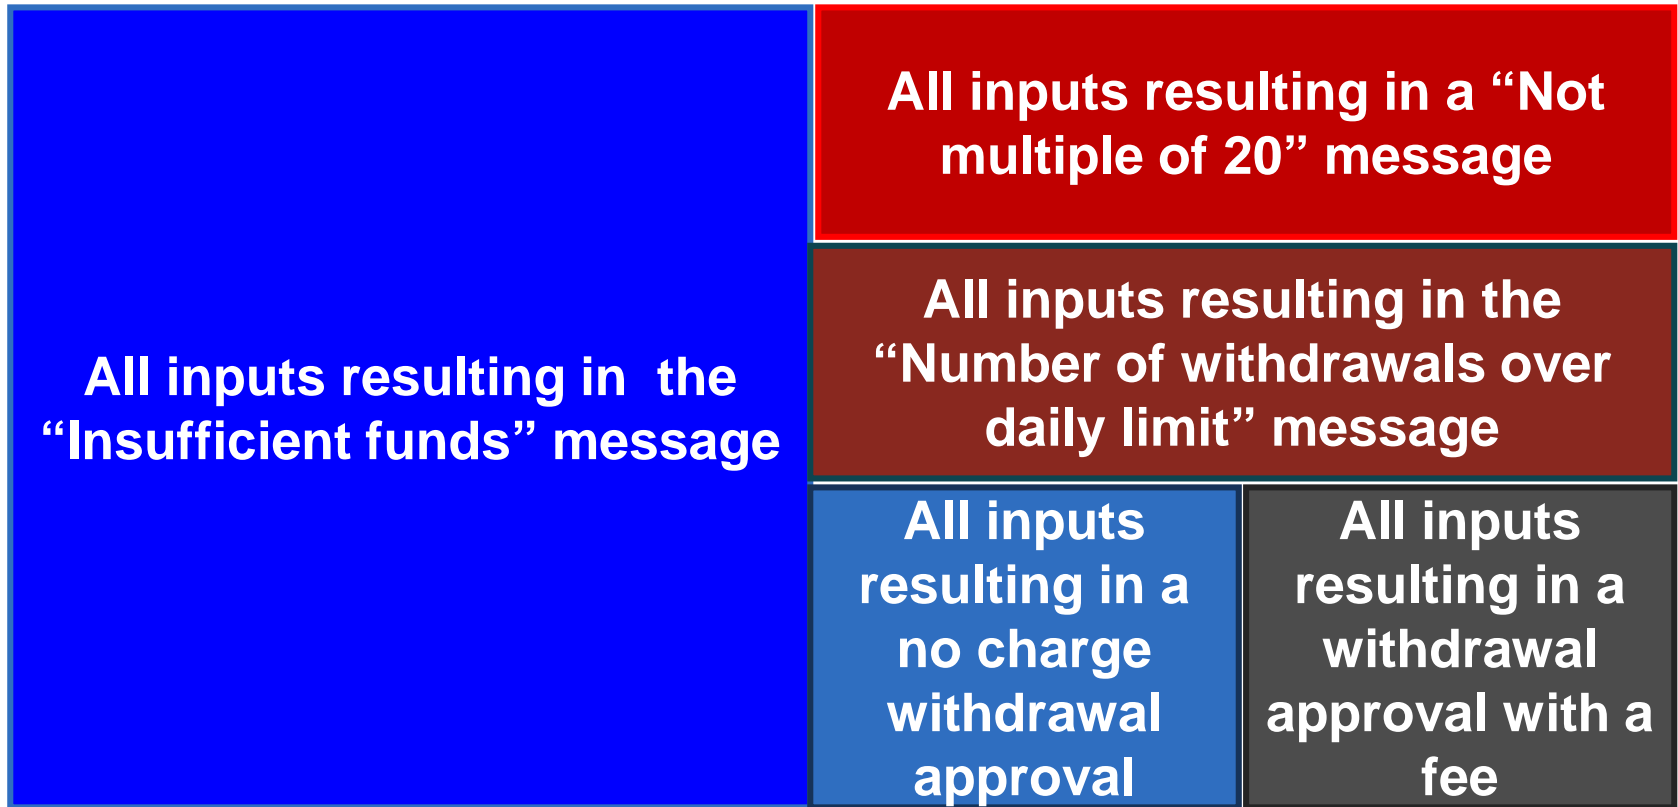 All inputs resulting in  the
“Insufficient funds” message
All inputs resulting in a “Not
multiple of 20” message
All inputs resulting in the
“Number of withdrawals over
daily limit” message
All inputs
resulting in a
no charge
withdrawal
approval
All inputs
resulting in a
withdrawal
approval with a
fee